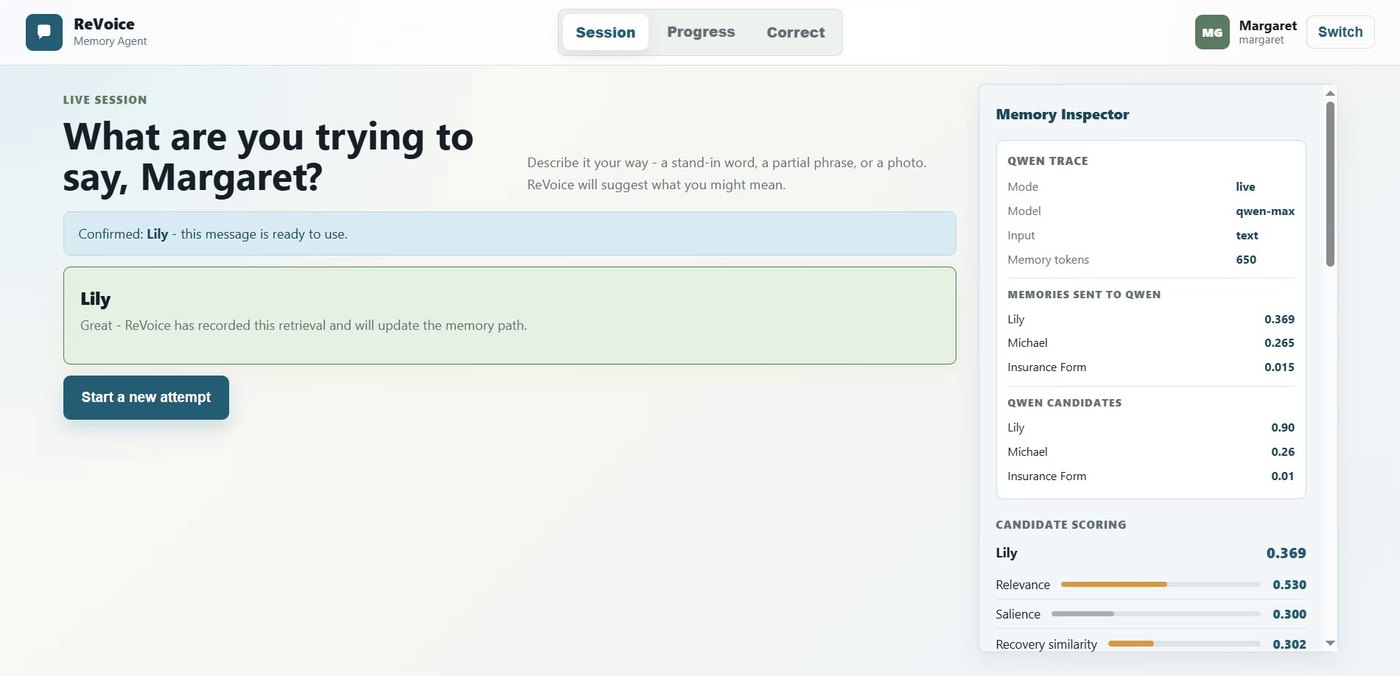 ReVoice
Memory Agent
Session
Progress
Correct
MG
Margaret
margaret
Switch
LIVE SESSION
What are you trying to
say, Margaret?
Describe it your way - a stand-in word, a partial phrase, or a photo.
ReVoice will suggest what you might mean.
Confirmed: Lily - this message is ready to use.
Lily
Great - ReVoice has recorded this retrieval and will update the memory path.
Start a new attempt
Memory Inspector
QWEN TRACE
Mode live
Model qwen-max
Input text
Memory tokens 650
MEMORIES SENT TO QWEN
Lily 0.369
Michael 0.265
Insurance Form 0.015
QWEN CANDIDATES
Lily 0.90
Michael 0.26
Insurance Form 0.01
CANDIDATE SCORING
Lily 0.369
Relevance 0.530
Salience 0.300
Recovery similarity 0.302